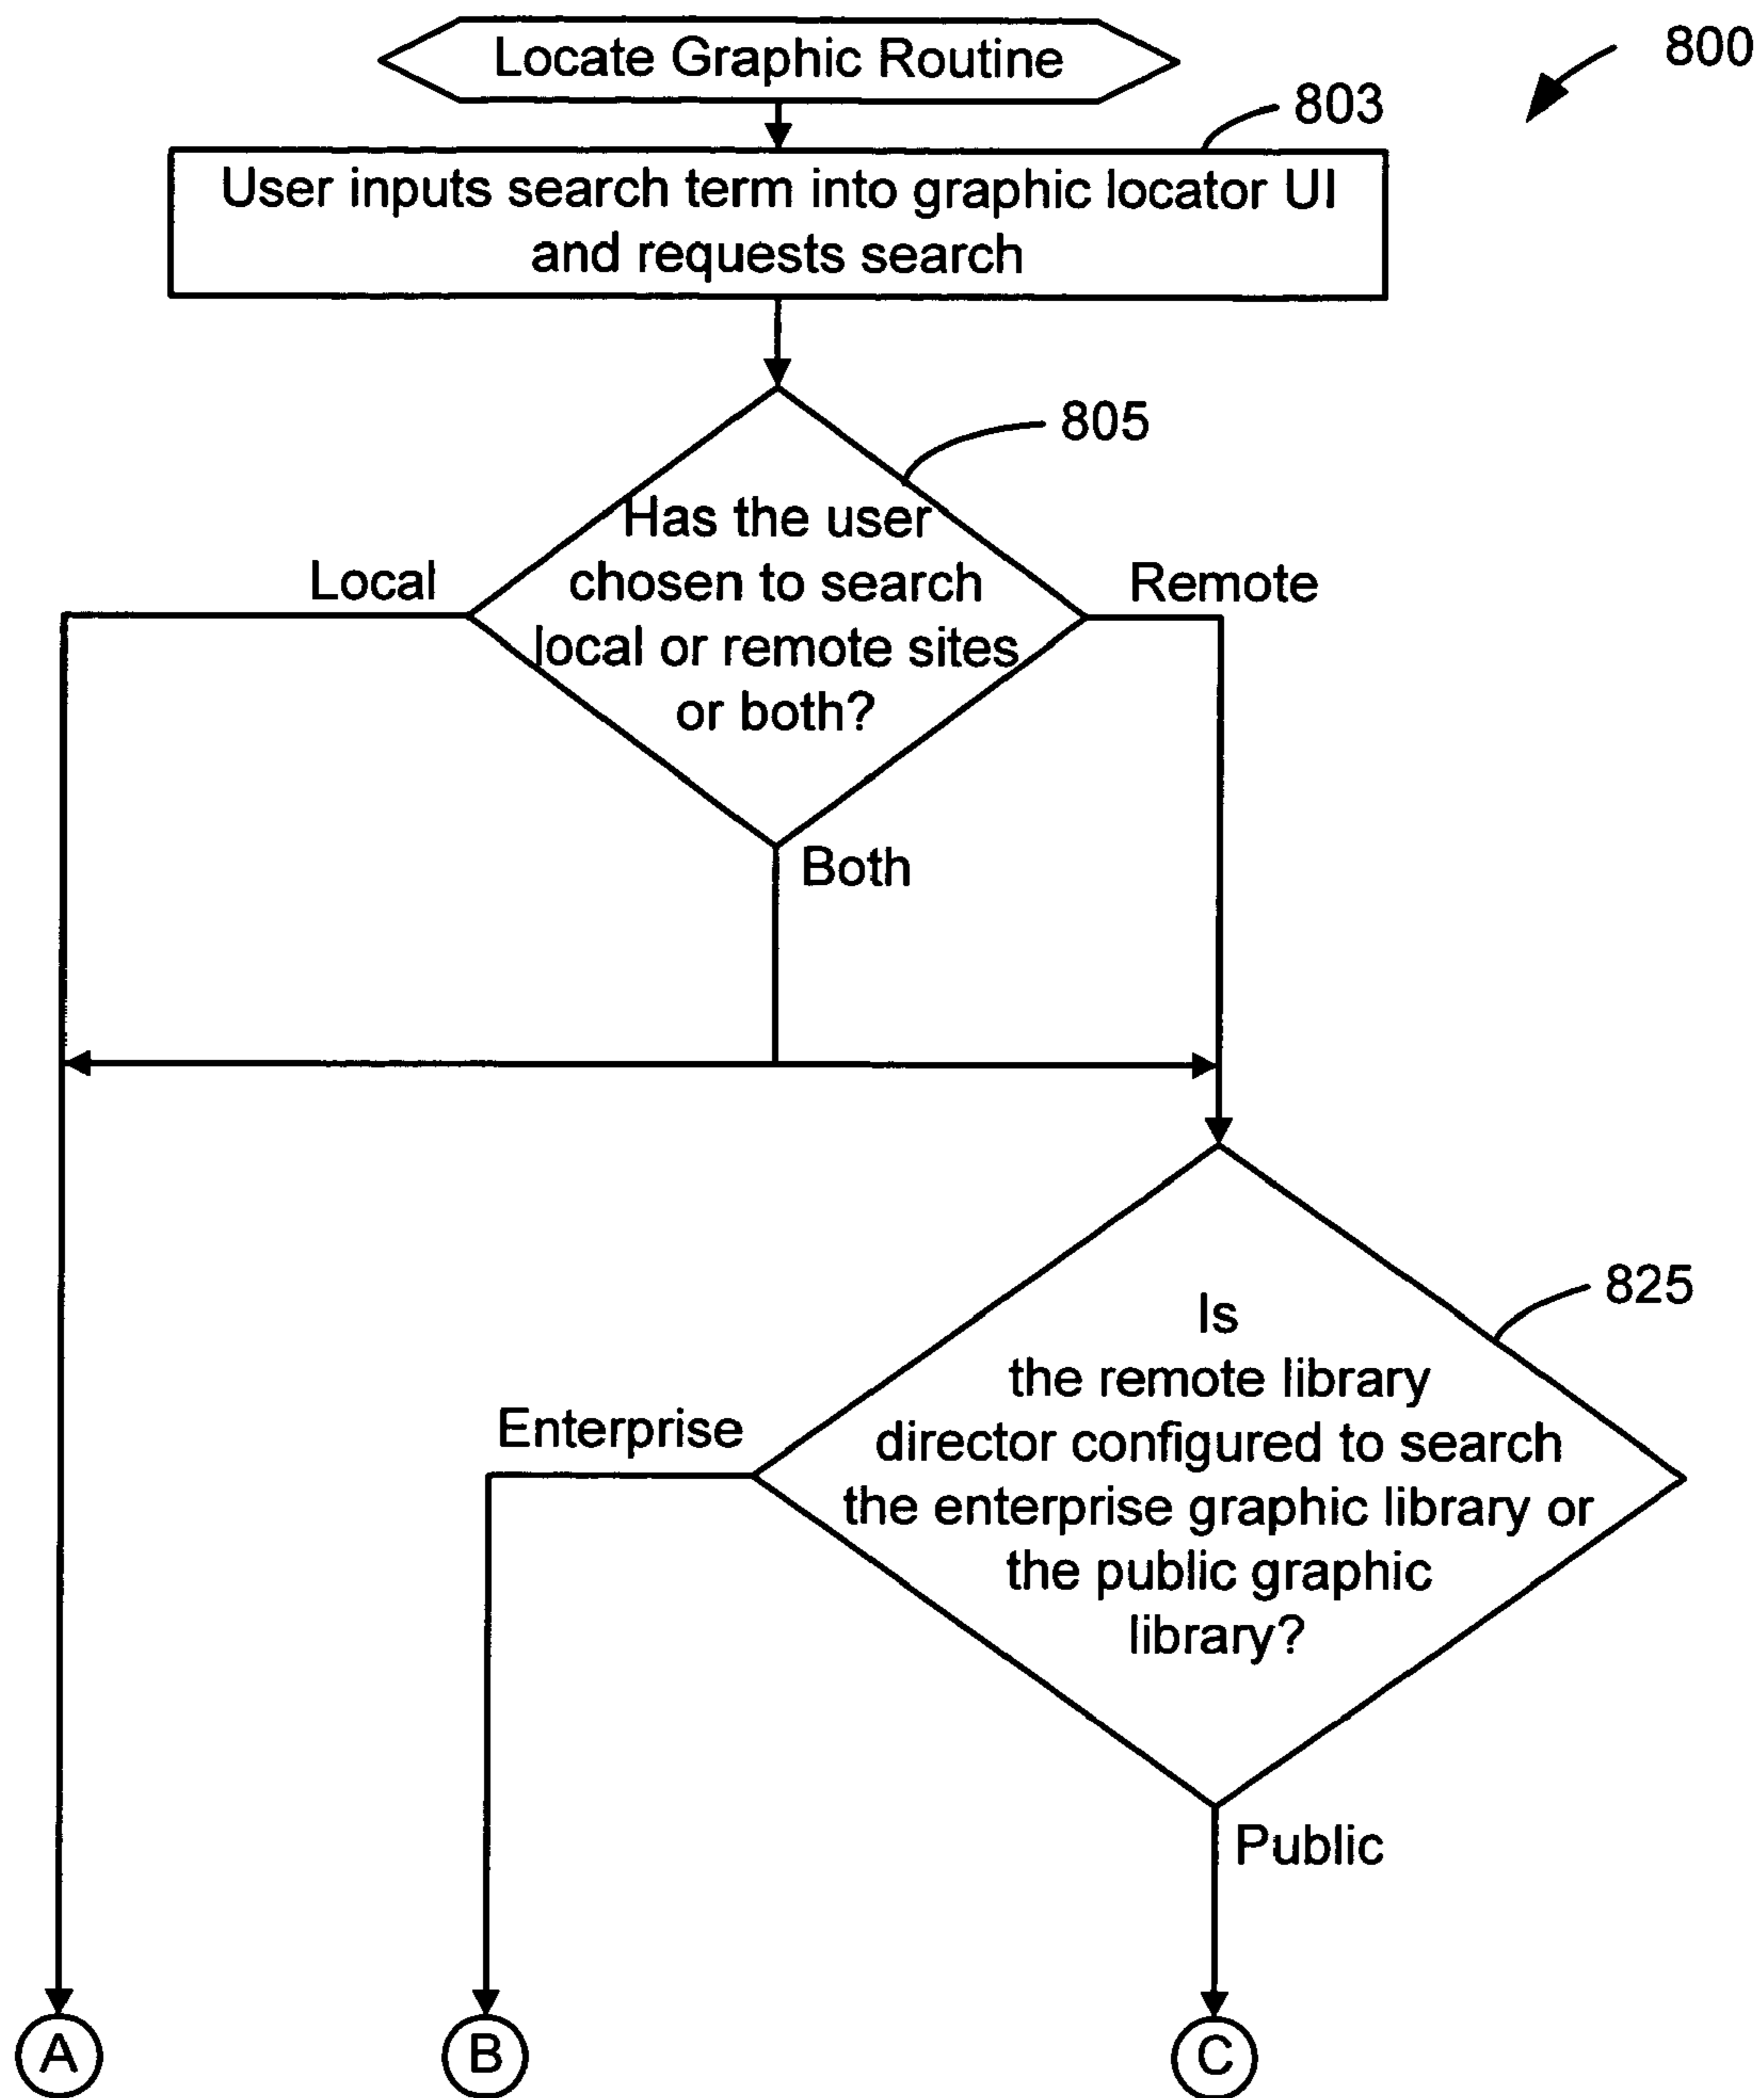 Locate Graphic Routine
800
803
User inputs search term into graphic locator UI
and requests search
805
Has the user
chosen to search
local or remote sites
or both?
Local
Remote
Both
825
Is
the remote library
director configured to search
the enterprise graphic library or
the public graphic
library?
Enterprise
Public
A
B
C